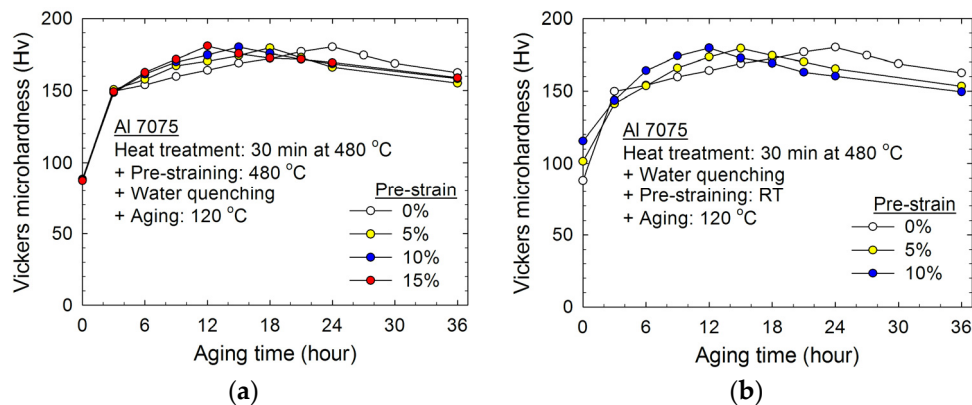 200
150
100
50
0
Vickers microhardness (Hv)
Al 7075
Heat treatment: 30 min at 480 °C
+ Pre-straining: 480 °C
+ Water quenching
+ Aging: 120 °C
Pre-strain
0%
5%
10%
15%
0 6 12 18 24 30 36
Aging time (hour)
(a)
200
150
100
50
0
Vickers microhardness (Hv)
Al 7075
Heat treatment: 30 min at 480 °C
+ Water quenching
+ Pre-straining: RT
+ Aging: 120 °C
Pre-strain
0%
5%
10%
0 6 12 18 24 30 36
Aging time (hour)
(b)